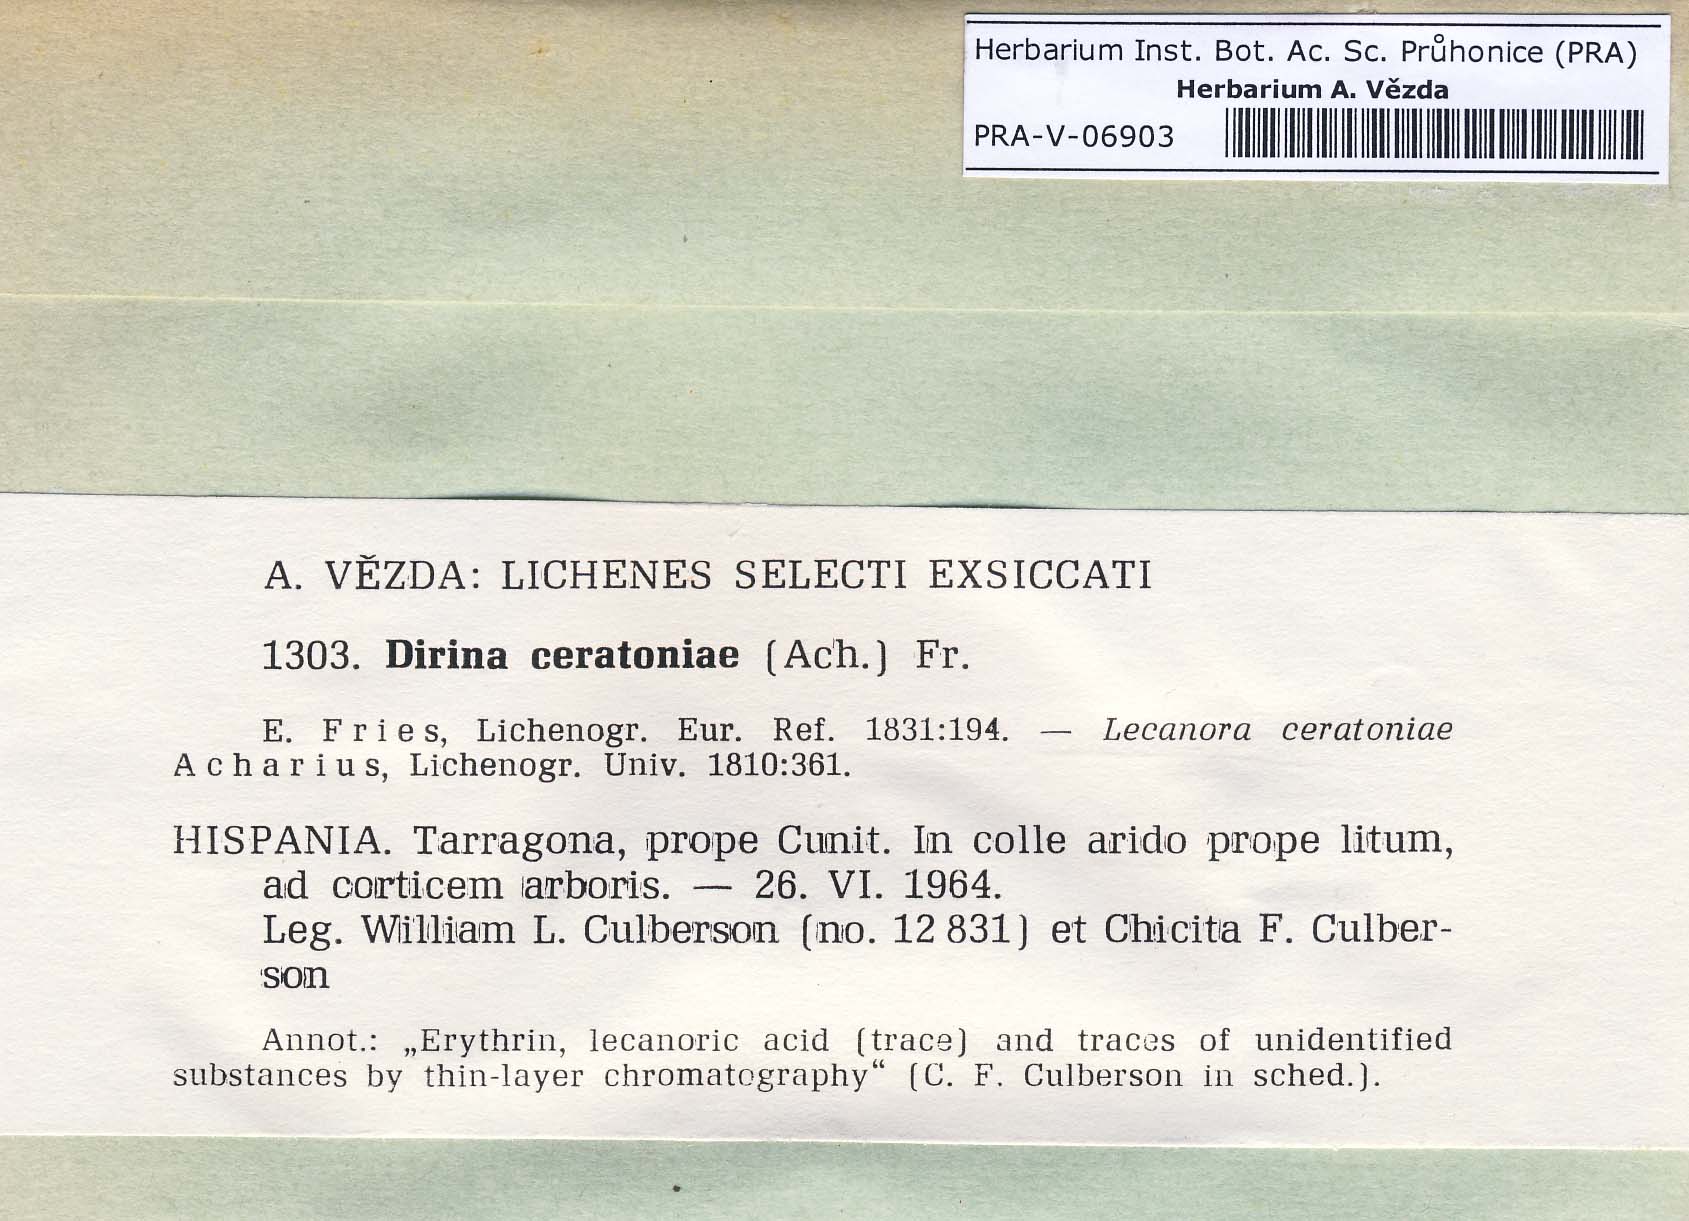 Herbarium Inst. Bot. Ac. Sc. Průhonice (PRA)
Herbarium A. Vězda
PRA-V-06903
A. VĚZDA: LICHENES SELECTI EXSICCATI
1303. Dirina ceratoniae (Ach.) Fr.
E. Fries, Lichenogr. Eur. Ref. 1831:194. — Lecanora ceratoniae
Acharius, Lichenogr. Univ. 1810:361.
HISPANIA. Tarragona, prope Cunit. In colle arido prope litum,
ad corticem arboris. — 26. VI. 1964.
Leg. William L. Culberson (no. 12 831) et Chicita F. Culber-
son
Annot.: „Erythrin, lecanoric acid (trace) and traces of unidentified
substances by thin-layer chromatography“ (C. F. Culberson in sched.).